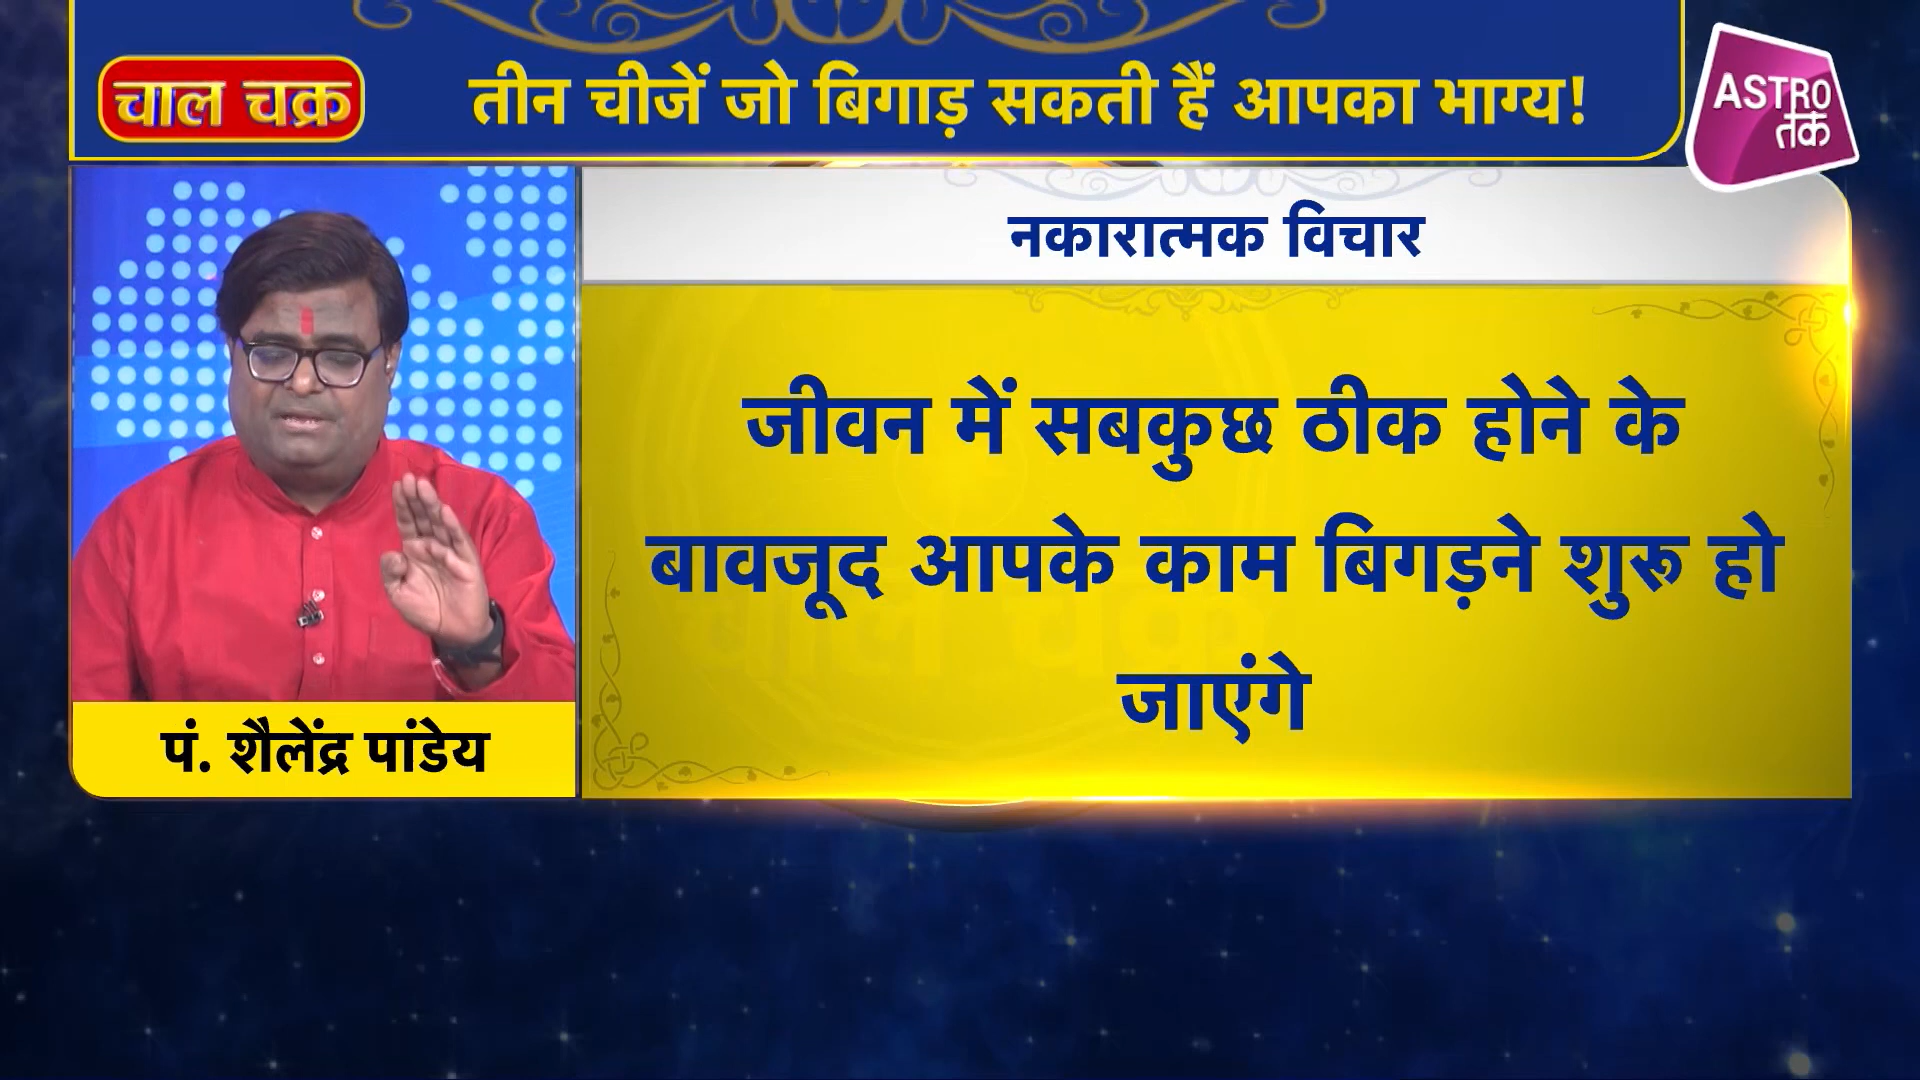 चाल चक्र
तीन चीजें जो बिगाड़ सकती हैं आपका भाग्य!
ASTRO
तक
नकारात्मक विचार
जीवन में सबकुछ ठीक होने के
बावजूद आपके काम बिगड़ने शुरू हो
जाएंगे
पं. शैलेंद्र पांडेय